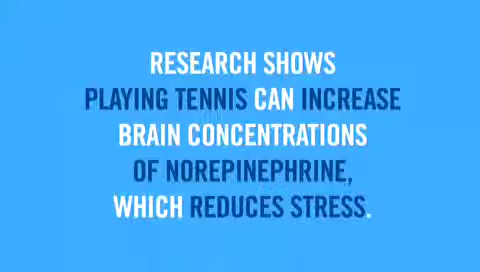 RESEARCH SHOWS
PLAYING TENNIS CAN INCREASE
BRAIN CONCENTRATIONS
OF NOREPINEPHRINE,
WHICH REDUCES STRESS.